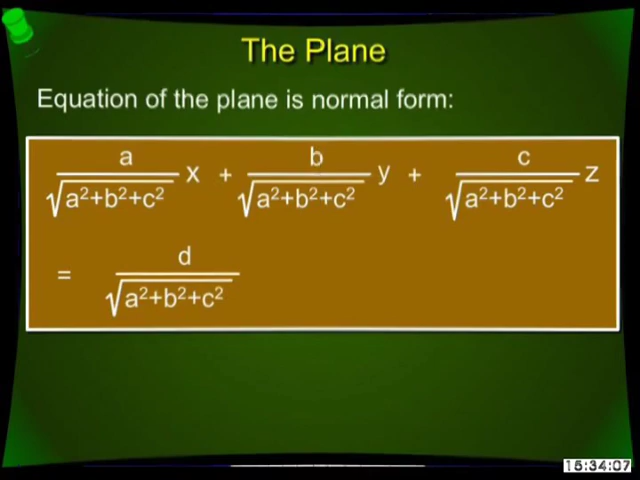 The Plane
Equation of the plane is normal form:
a/√(a²+b²+c²) x + b/√(a²+b²+c²) y + c/√(a²+b²+c²) z
= d/√(a²+b²+c²)
15:34:07